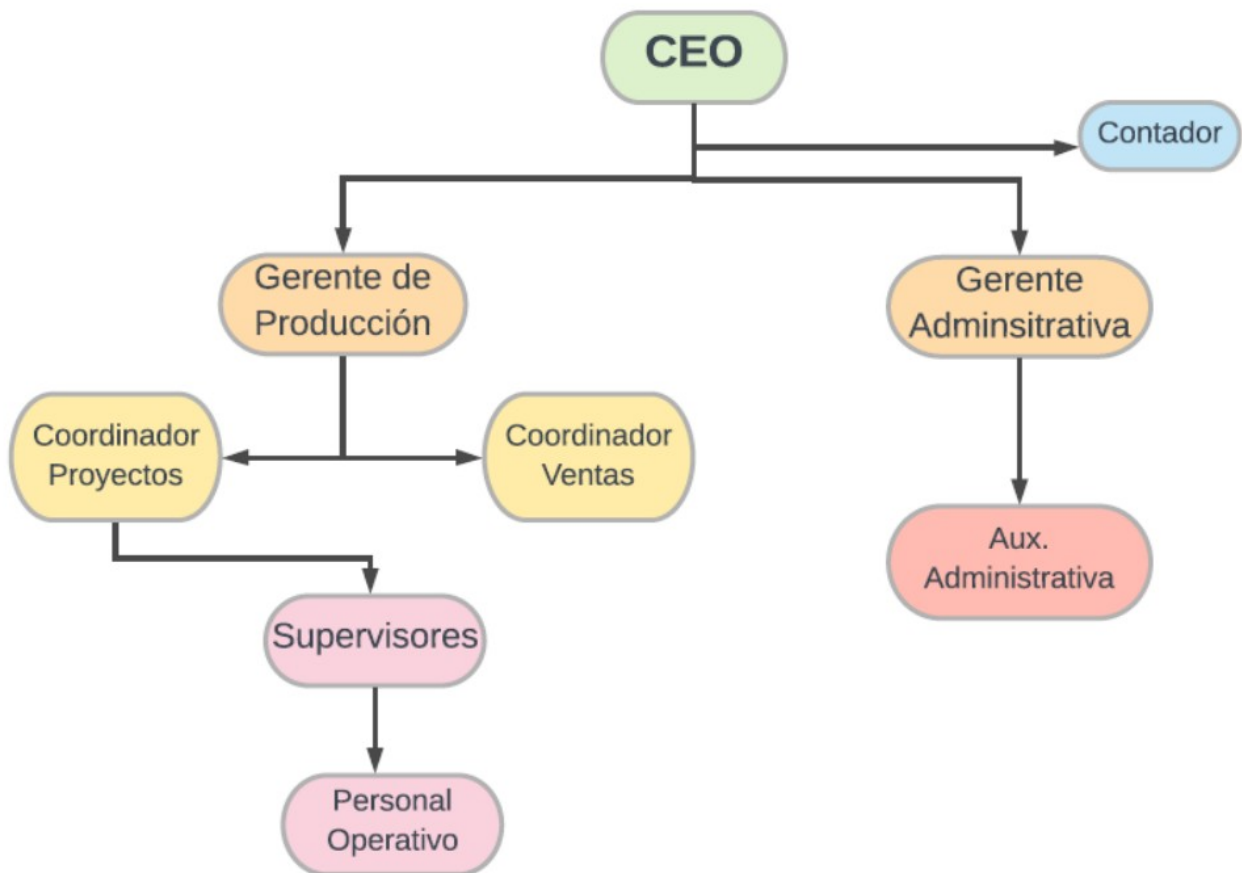 CEO
Contador
Gerente de
Producción
Gerente
Adminsitrativa
Coordinador
Proyectos
Coordinador
Ventas
Aux.
Administrativa
Supervisores
Personal
Operativo